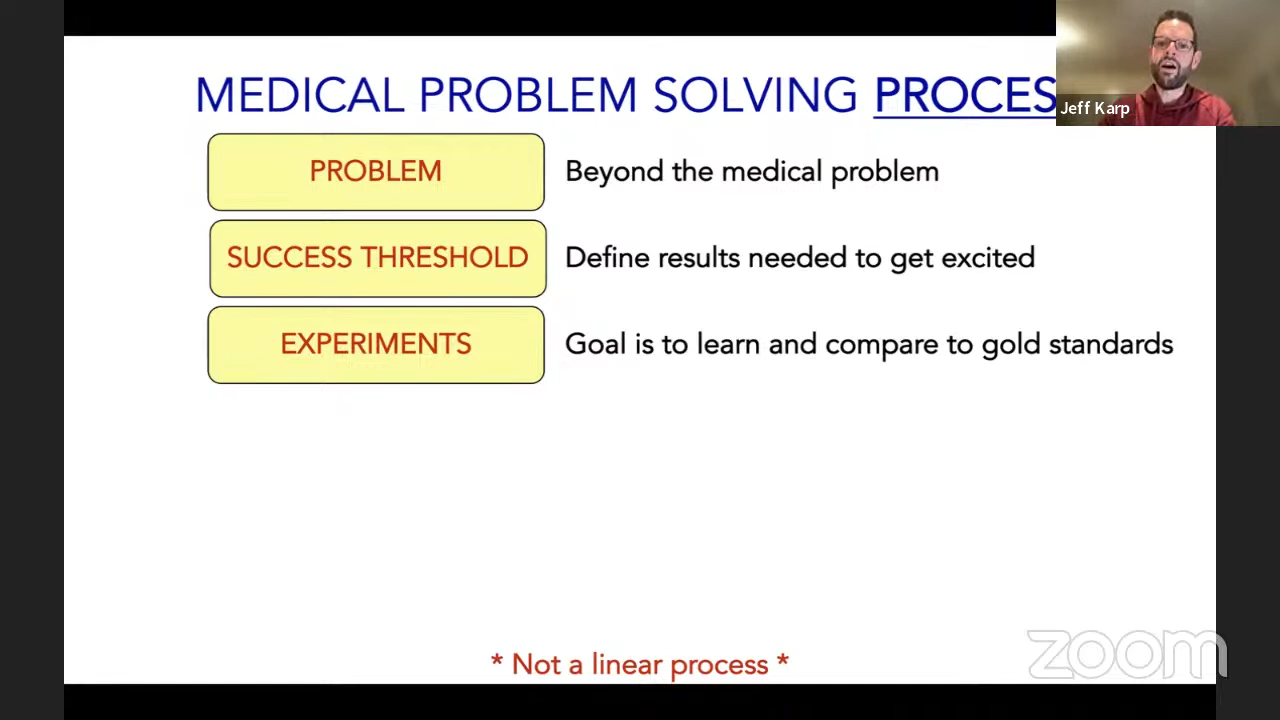 MEDICAL PROBLEM SOLVING PROCES
Jeff Karp
PROBLEM Beyond the medical problem
SUCCESS THRESHOLD Define results needed to get excited
EXPERIMENTS Goal is to learn and compare to gold standards
* Not a linear process *
zoom